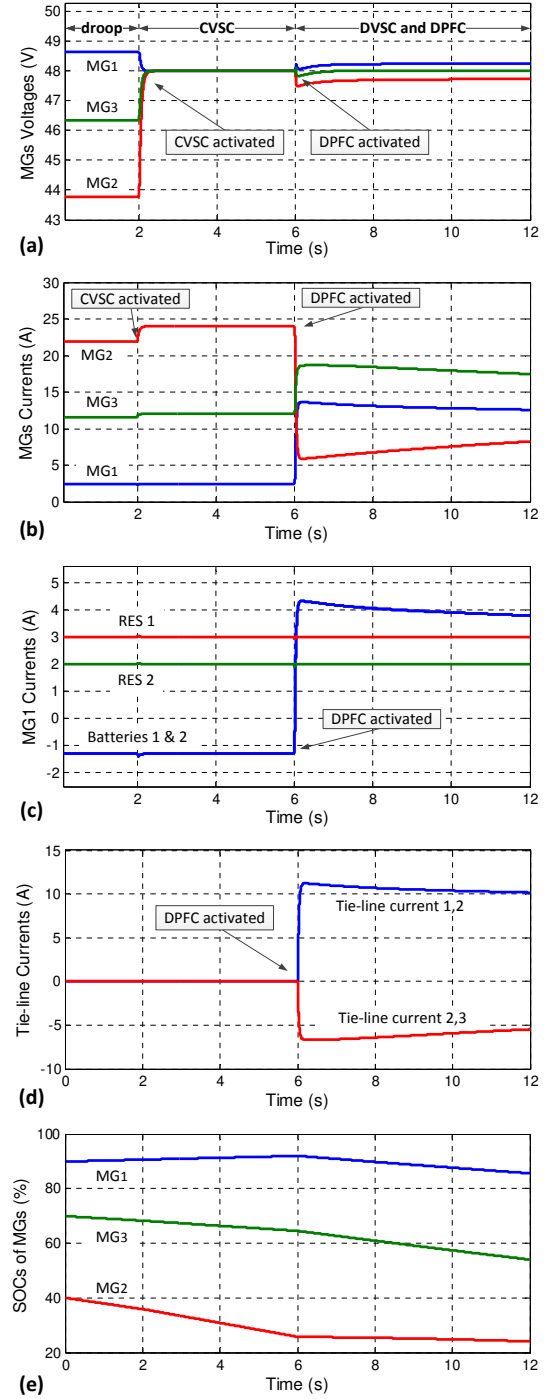 droop CVSC DVSC and DPFC
50
49
48
47
46
45
44
43
MGs Voltages (V)
MG1
MG3
MG2
CVSC activated
DPFC activated
0 2 4 6 8 10 12
Time (s)
(a)
30
25
20
15
10
5
0
MGs Currents (A)
CVSC activated
DPFC activated
MG2
MG3
MG1
0 2 4 6 8 10 12
Time (s)
(b)
5
4
3
2
1
0
-1
-2
MG1 Currents (A)
RES 1
RES 2
Batteries 1 & 2
DPFC activated
0 2 4 6 8 10 12
Time (s)
(c)
15
10
5
0
-5
-10
Tie-line Currents (A)
DPFC activated
Tie-line current 1,2
Tie-line current 2,3
0 2 4 6 8 10 12
Time (s)
(d)
100
80
60
40
20
SOCs of MGs (%)
MG1
MG3
MG2
0 2 4 6 8 10 12
Time (s)
(e)